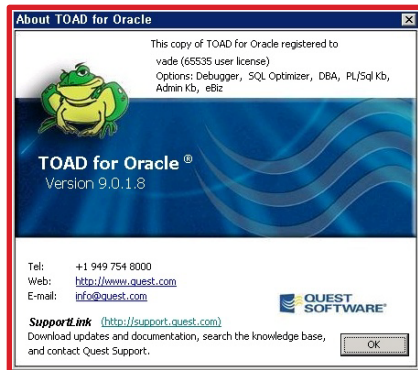 About TOAD for Oracle
This copy of TOAD for Oracle registered to
vade (65535 user license)
Options: Debugger, SQL Optimizer, DBA, PL/Sql Kb,
Admin Kb, eBiz
TOAD for Oracle ®
Version 9.0.1.8
Tel: +1 949 754 8000
Web: http://www.quest.com
E-mail: info@quest.com
QUEST
SOFTWARE®
SupportLink (http://support.quest.com)
Download updates and documentation, search the knowledge base,
and contact Quest Support.
OK